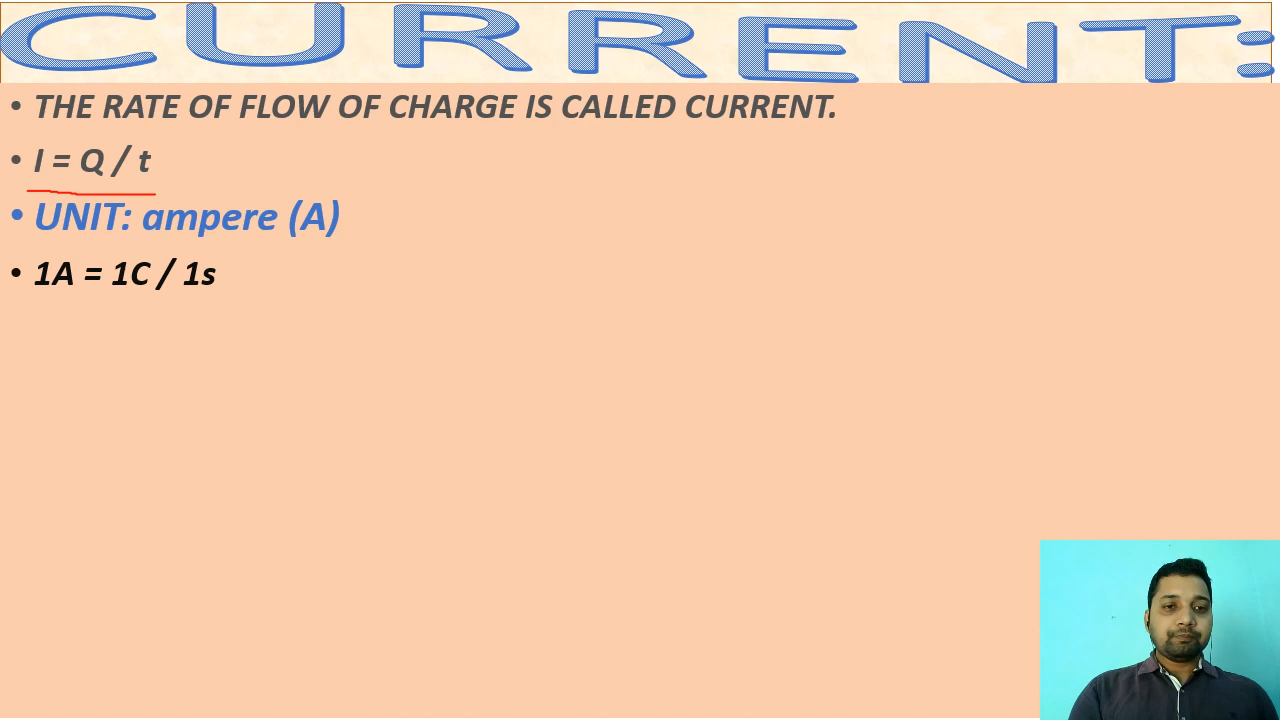 CURRENT:
• THE RATE OF FLOW OF CHARGE IS CALLED CURRENT.
• I = Q / t
• UNIT: ampere (A)
• 1A = 1C / 1s